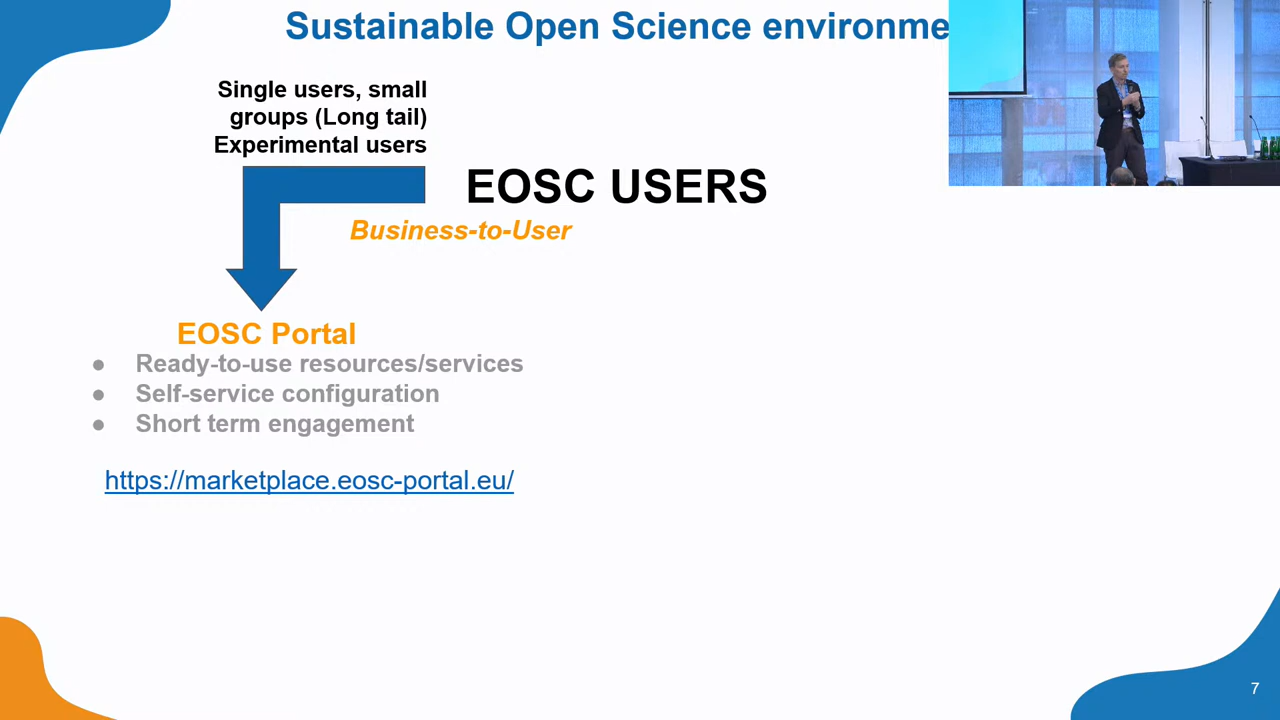 Sustainable Open Science environme
Single users, small
groups (Long tail)
Experimental users
EOSC USERS
Business-to-User
EOSC Portal
● Ready-to-use resources/services
● Self-service configuration
● Short term engagement
https://marketplace.eosc-portal.eu/
7